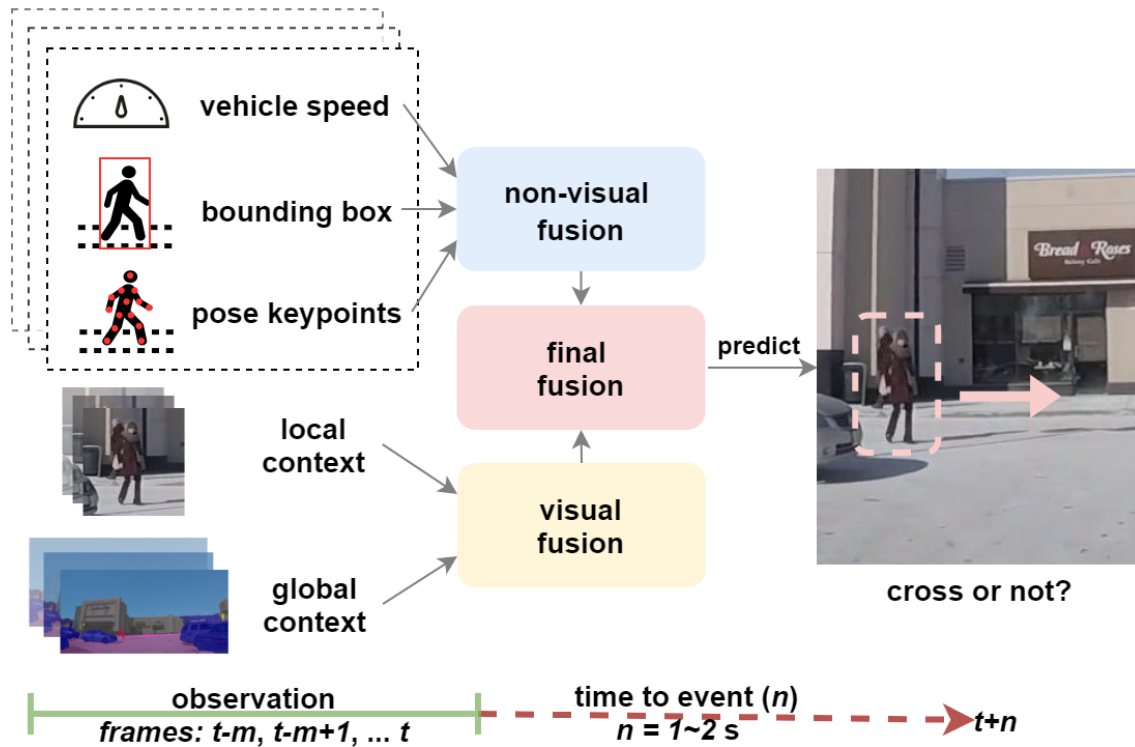 vehicle speed
bounding box
pose keypoints
non-visual
fusion
final
fusion
predict
local
context
visual
fusion
global
context
Bread & Roses
cross or not?
observation
frames: t-m, t-m+1, ... t
time to event (n)
n = 1~2 s
t+n